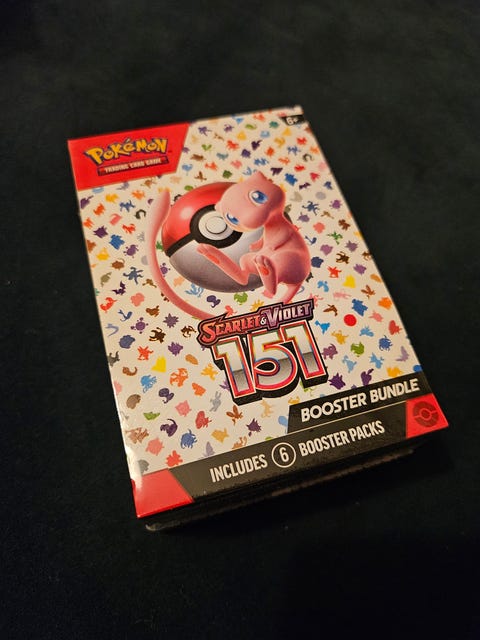 6+
POKéMON
TRADING CARD GAME
SCARLET & VIOLET
151
BOOSTER BUNDLE
INCLUDES 6 BOOSTER PACKS